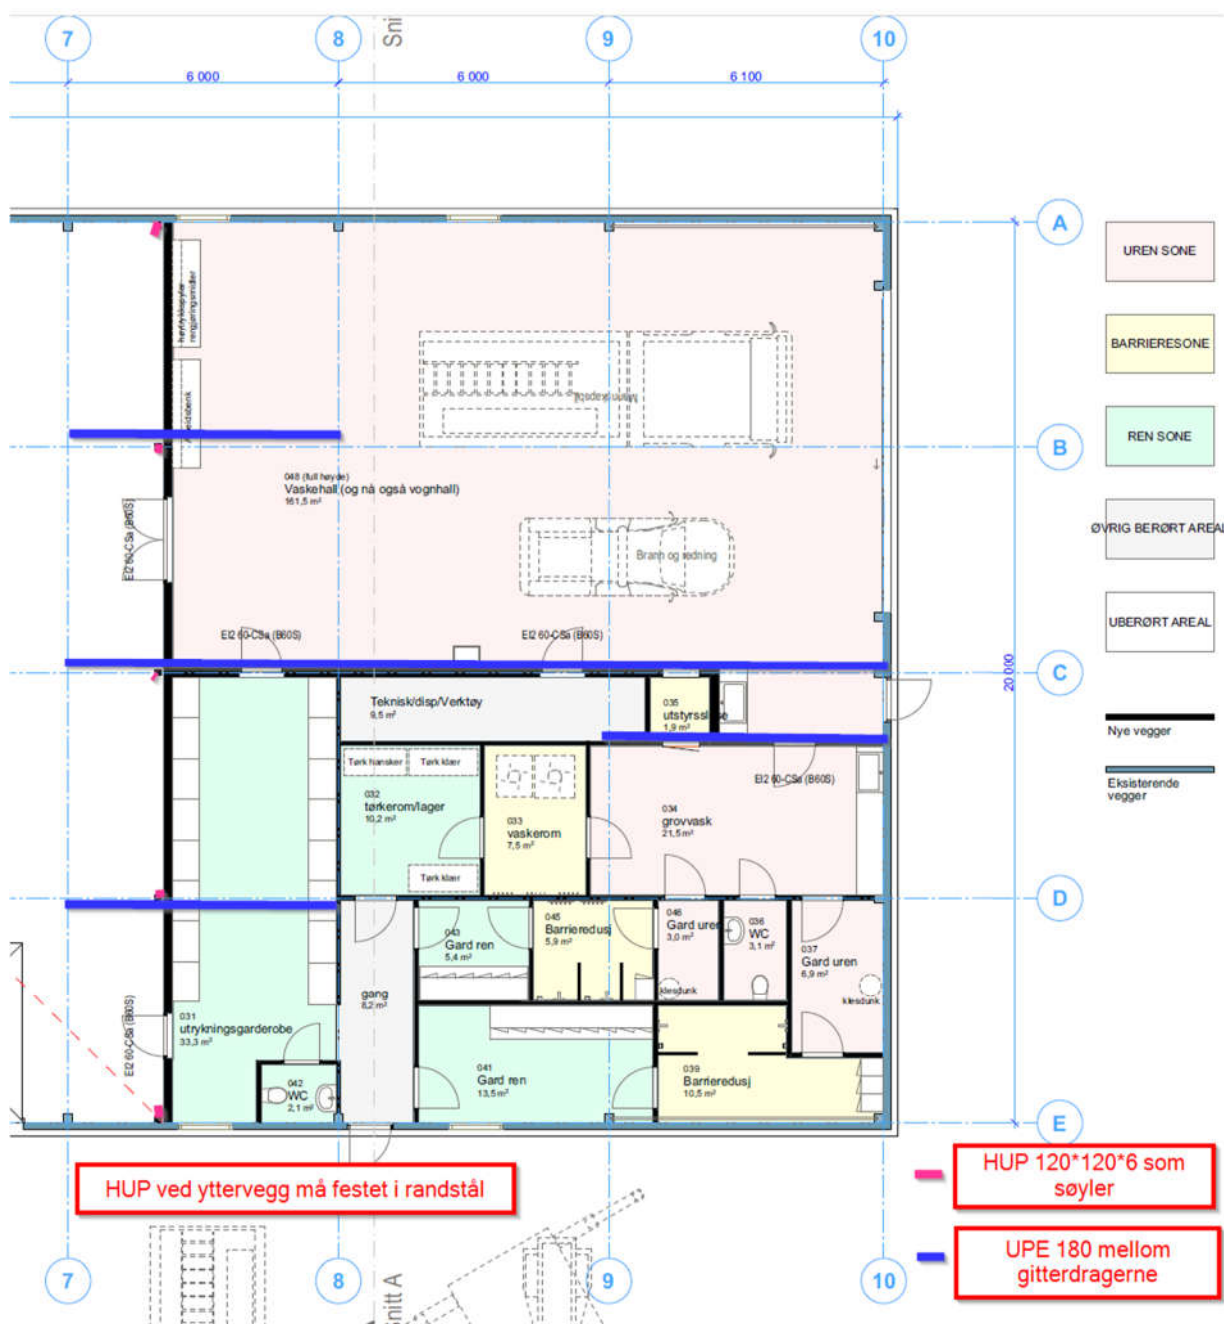 7
8
Sni
9
10
6 000
6 000
6 100
A
UREN SONE
høytrykkspyler
rengjøringsmidler
BARRIERESONE
Mannskapsbil
Arbeidsbenk
REN SONE
B
048 (full høyde)
Vaskehall (og nå også vognhall)
161,5 m²
EI2 60-CSa (B60S)
ØVRIG BERØRT AREAL
Brann og redning
UBERØRT AREAL
EI2 60-CSa (B60S)
EI2 60-CSa (B60S)
C
20 000
Teknisk/disp/Verktøy
9,5 m²
035
1,9 m²
Nye vegger
Tørk hansker
Tørk klær
EI2 60-CSa (B60S)
Eksisterende
vegger
032
tørkerom/lager
10,2 m²
033
vaskerom
7,5 m²
034
grovvask
21,5 m²
Tørk klær
D
043
Gard ren
5,4 m²
045
Barrieredusj
5,9 m²
046
Gard uren
3,0 m²
036
WC
3,1 m²
037
Gard uren
6,9 m²
gang
8,2 m²
klesdunk
klesdunk
EI2 60-CSa (B60S)
031
utrykningsgarderobe
33,3 m²
042
WC
2,1 m²
041
Gard ren
13,5 m²
039
Barrieredusj
10,5 m²
E
HUP ved yttervegg må festet i randstål
HUP 120*120*6 som
søyler
UPE 180 mellom
gitterdragerne
7
8
nitt A
9
10